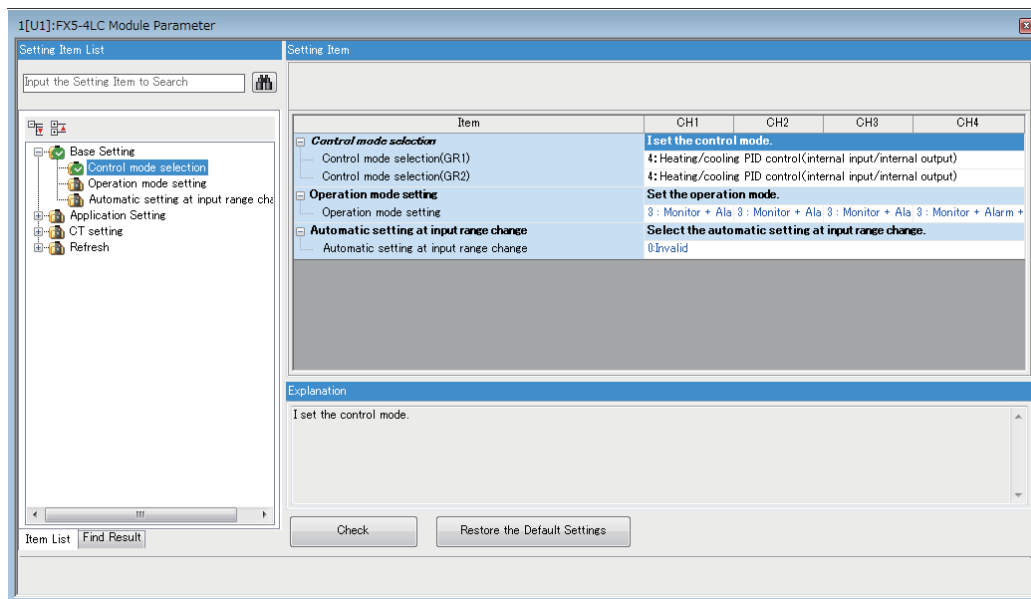 1[U1]:FX5-4LC Module Parameter
Setting Item List
Input the Setting Item to Search
Base Setting
Control mode selection
Operation mode setting
Automatic setting at input range cha
Application Setting
CT setting
Refresh
Item List Find Result
Setting Item
Item CH1 CH2 CH3 CH4
Control mode selection I set the control mode.
Control mode selection(GR1) 4: Heating/cooling PID control(internal input/internal output)
Control mode selection(GR2) 4: Heating/cooling PID control(internal input/internal output)
Operation mode setting Set the operation mode.
Operation mode setting 3 : Monitor + Ala 3 : Monitor + Ala 3 : Monitor + Ala 3 : Monitor + Alarm +
Automatic setting at input range change Select the automatic setting at input range change.
Automatic setting at input range change 0:Invalid
Explanation
I set the control mode.
Check Restore the Default Settings